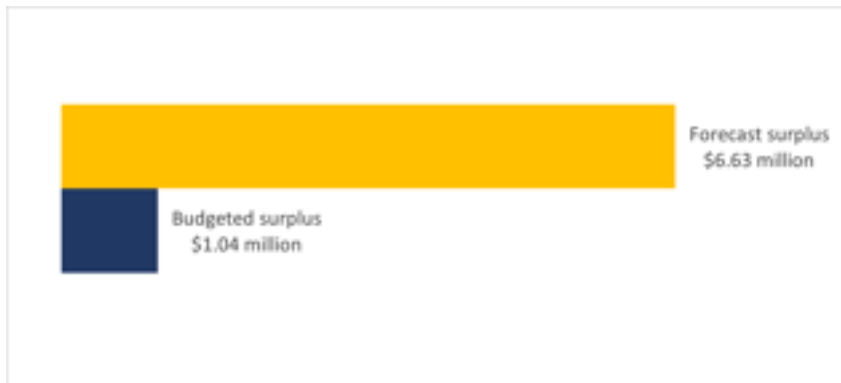 Forecast surplus
$6.63 million
Budgeted surplus
$1.04 million